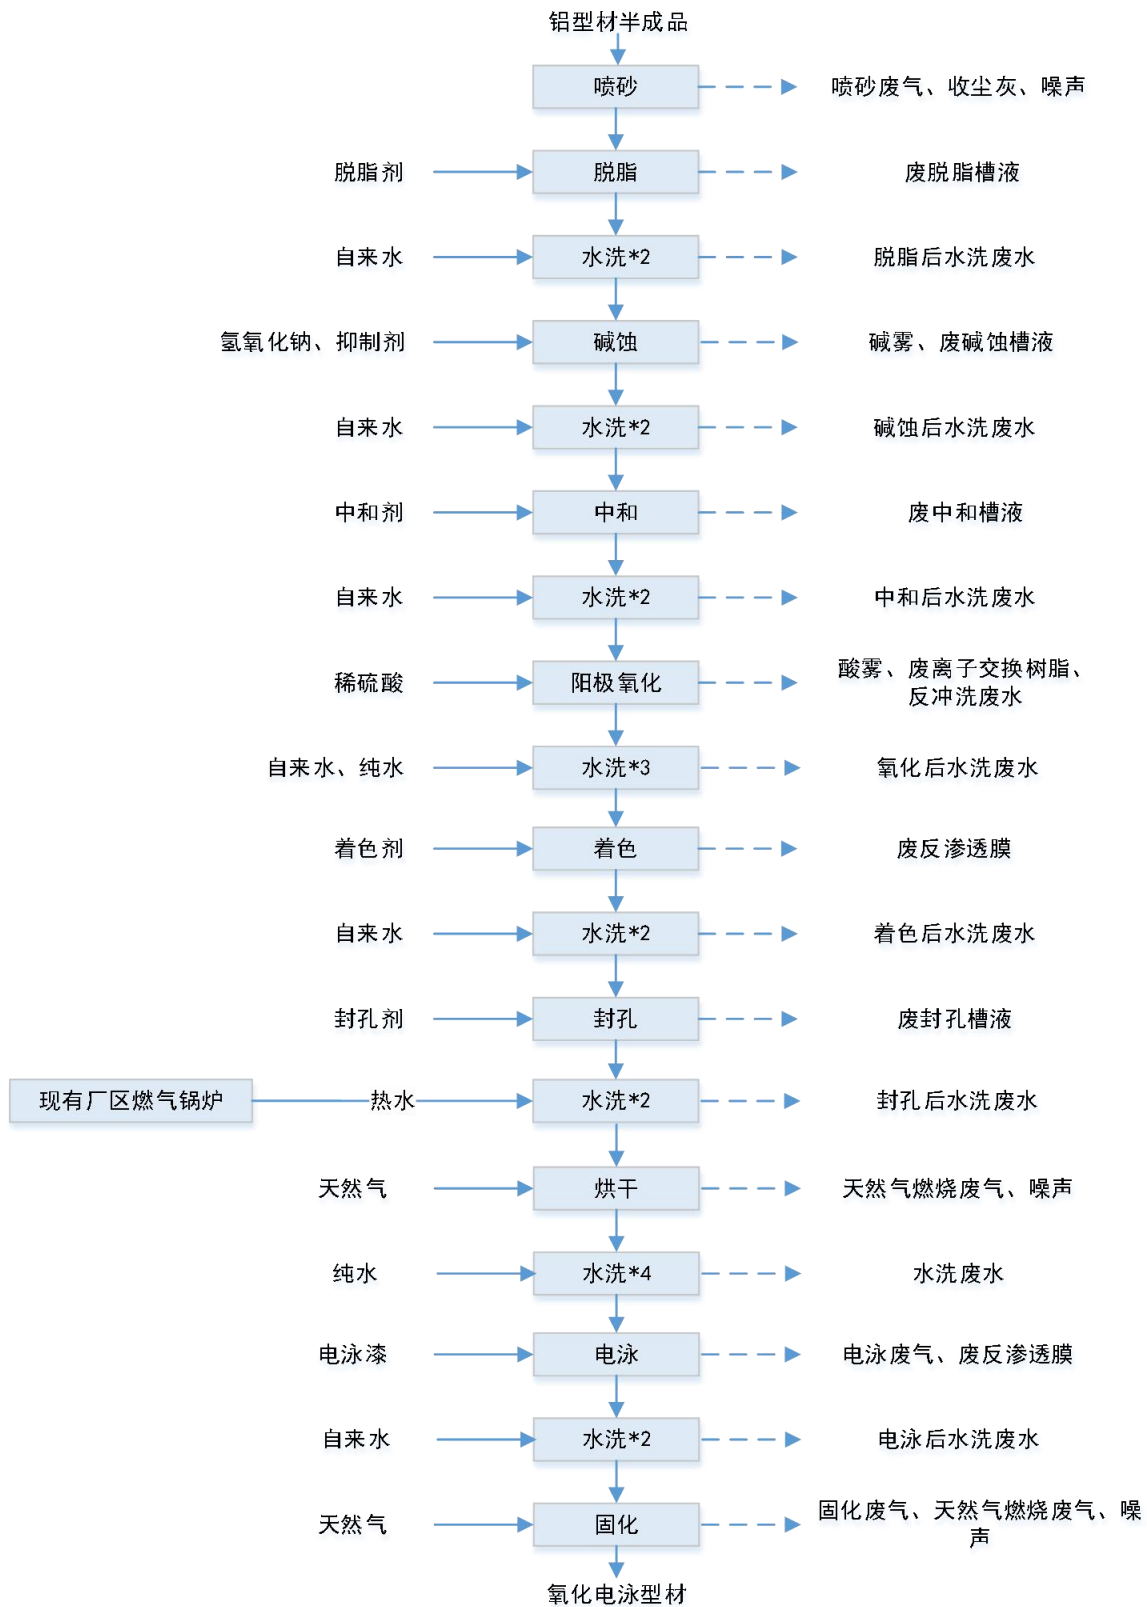 铝型材半成品
喷砂
喷砂废气、收尘灰、噪声
脱脂剂
脱脂
废脱脂槽液
自来水
水洗*2
脱脂后水洗废水
氢氧化钠、抑制剂
碱蚀
碱雾、废碱蚀槽液
自来水
水洗*2
碱蚀后水洗废水
中和剂
中和
废中和槽液
自来水
水洗*2
中和后水洗废水
稀硫酸
阳极氧化
酸雾、废离子交换树脂、
反冲洗废水
自来水、纯水
水洗*3
氧化后水洗废水
着色剂
着色
废反渗透膜
自来水
水洗*2
着色后水洗废水
封孔剂
封孔
废封孔槽液
现有厂区燃气锅炉
热水
水洗*2
封孔后水洗废水
天然气
烘干
天然气燃烧废气、噪声
纯水
水洗*4
水洗废水
电泳漆
电泳
电泳废气、废反渗透膜
自来水
水洗*2
电泳后水洗废水
天然气
固化
固化废气、天然气燃烧废气、噪
声
氧化电泳型材